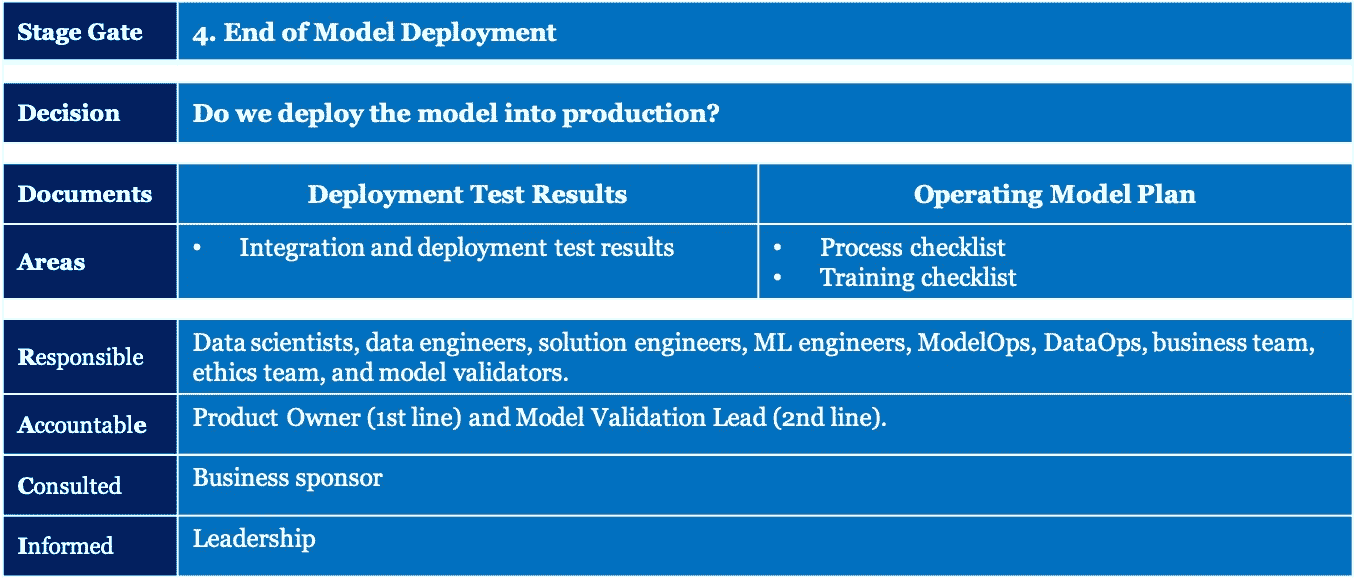 Stage Gate
4. End of Model Deployment
Decision
Do we deploy the model into production?
Documents
Deployment Test Results
Operating Model Plan
Areas
• Integration and deployment test results
• Process checklist
• Training checklist
Responsible
Data scientists, data engineers, solution engineers, ML engineers, ModelOps, DataOps, business team,
ethics team, and model validators.
Accountable
Product Owner (1st line) and Model Validation Lead (2nd line).
Consulted
Business sponsor
Informed
Leadership